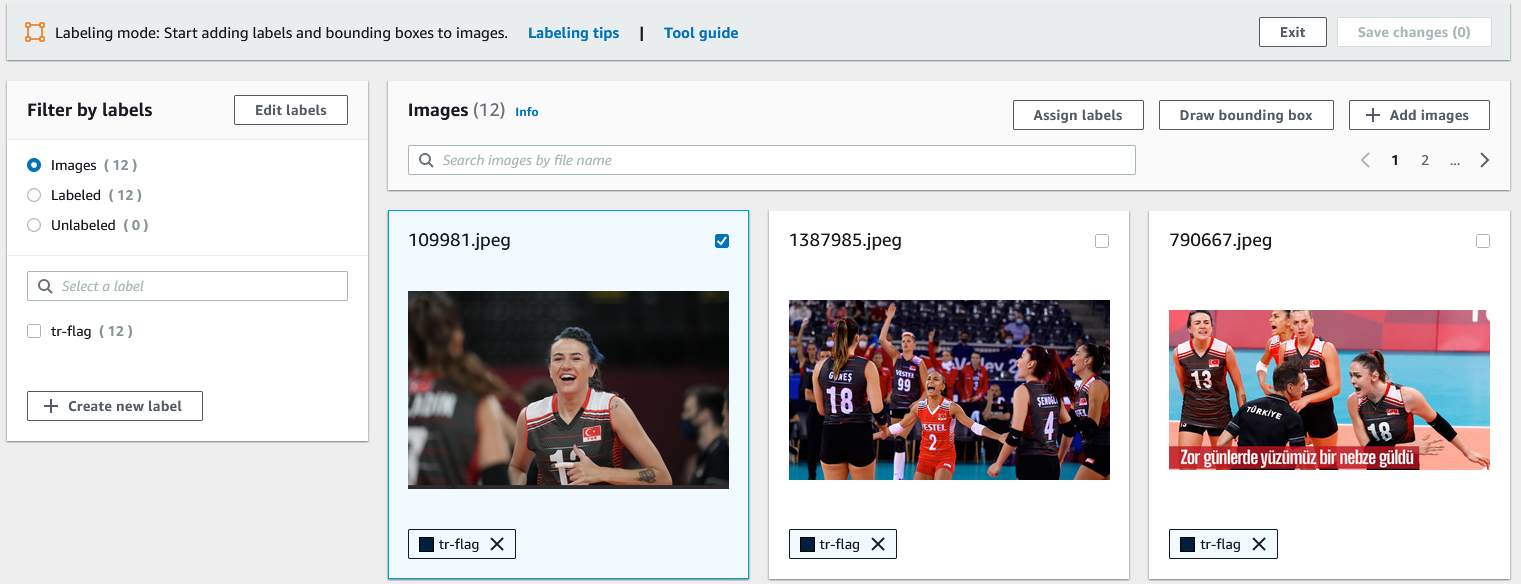 Labeling mode: Start adding labels and bounding boxes to images. Labeling tips | Tool guide
Exit Save changes (0)
Filter by labels Edit labels
Images ( 12 )
Labeled ( 12 )
Unlabeled ( 0 )
Select a label
tr-flag ( 12 )
+ Create new label
Images (12) Info
Assign labels Draw bounding box + Add images
Search images by file name
1 2 ...
109981.jpeg
tr-flag
1387985.jpeg
GÜNEŞ
18
VESTEL
99
VESTEL
2
4
tr-flag
790667.jpeg
13
TÜRKİYE
18
Zor günlerde yüzümüz bir nebze güldü
tr-flag